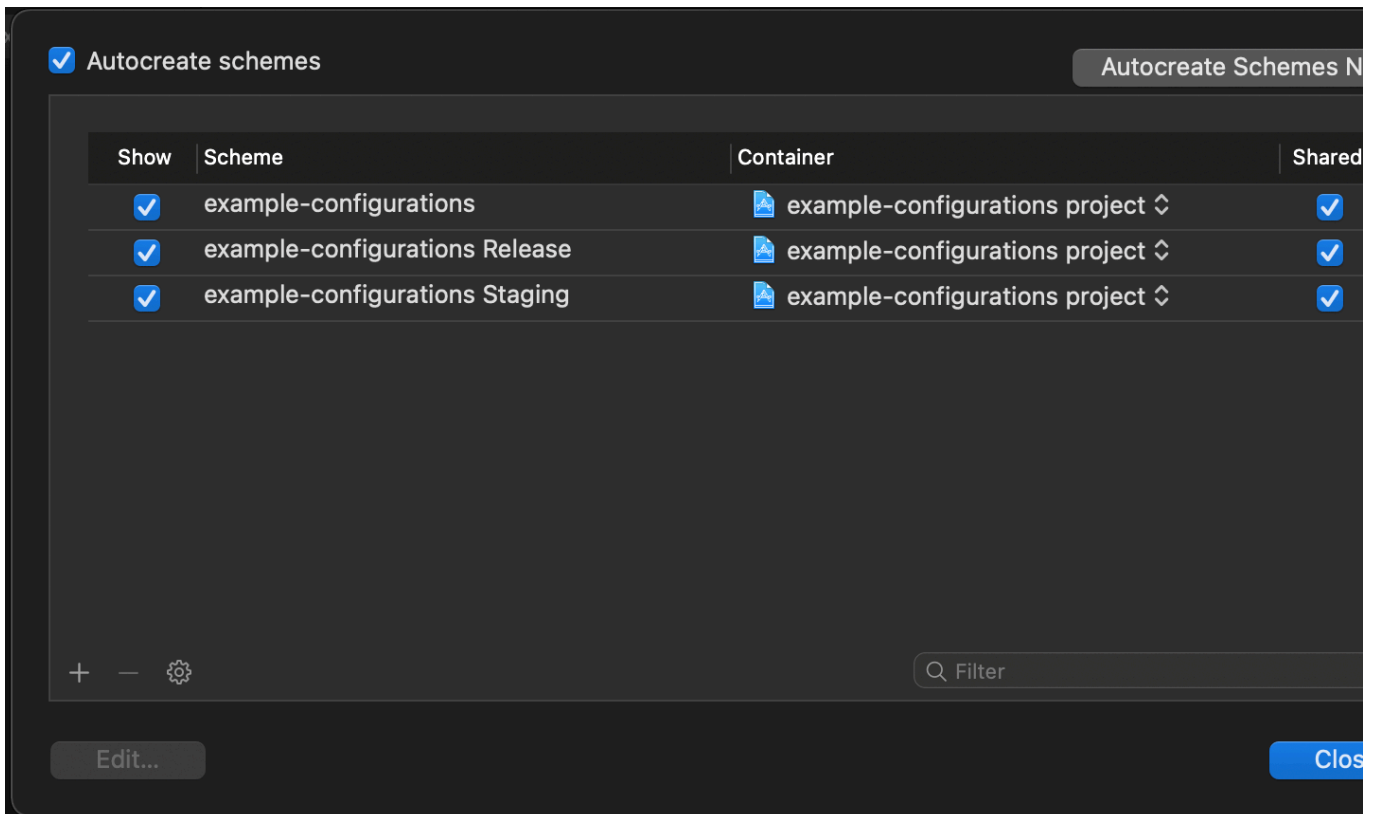 Autocreate schemes
Autocreate Schemes N
Show Scheme Container Shared
example-configurations example-configurations project
example-configurations Release example-configurations project
example-configurations Staging example-configurations project
Filter
Edit...
Clos